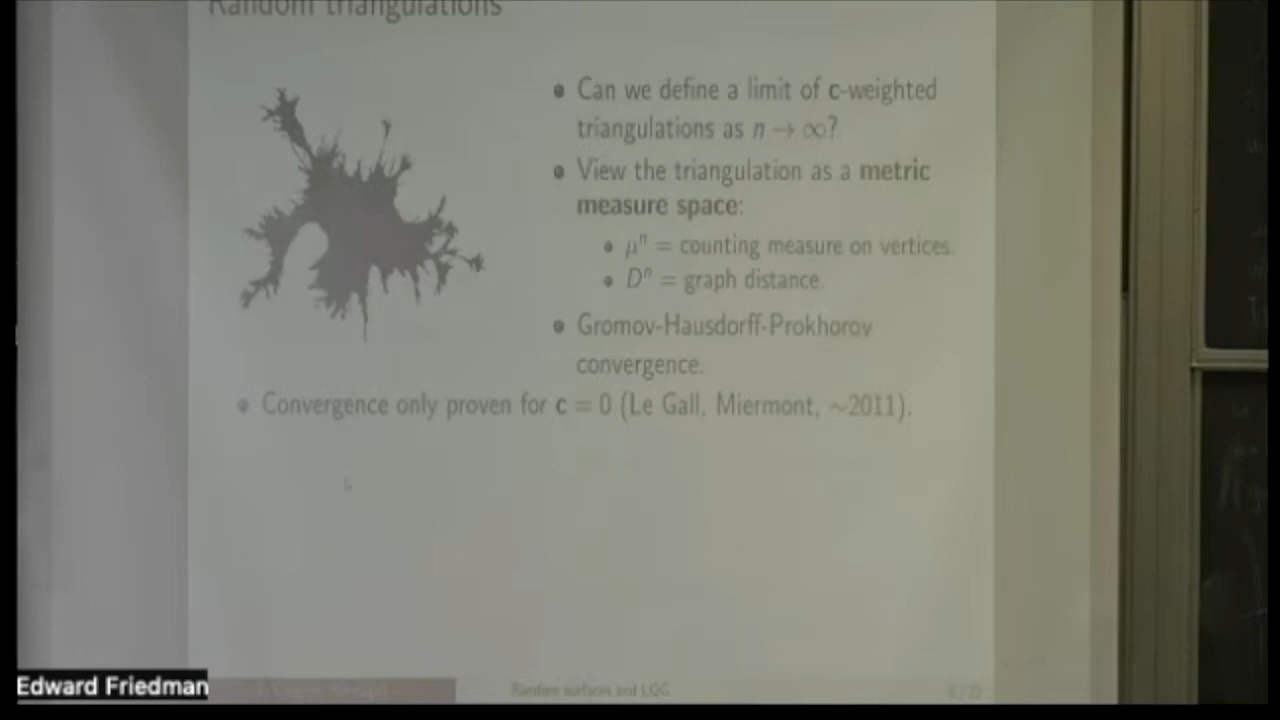 Random triangulations
• Can we define a limit of c-weighted
triangulations as n → ∞?
• View the triangulation as a metric
measure space:
• μⁿ = counting measure on vertices.
• Dⁿ = graph distance.
• Gromov-Hausdorff-Prokhorov
convergence.
• Convergence only proven for c = 0 (Le Gall, Miermont, ~2011).
Edward Friedman
Random surfaces and LQG